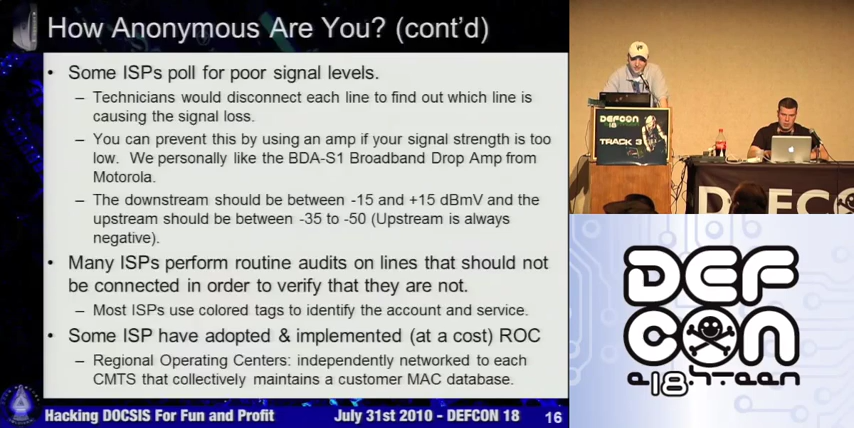 How Anonymous Are You? (cont'd)
• Some ISPs poll for poor signal levels.
– Technicians would disconnect each line to find out which line is
causing the signal loss.
– You can prevent this by using an amp if your signal strength is too
low. We personally like the BDA-S1 Broadband Drop Amp from
Motorola.
– The downstream should be between -15 and +15 dBmV and the
upstream should be between -35 to -50 (Upstream is always
negative).
• Many ISPs perform routine audits on lines that should not
be connected in order to verify that they are not.
– Most ISPs use colored tags to identify the account and service.
• Some ISP have adopted & implemented (at a cost) ROC
– Regional Operating Centers: independently networked to each
CMTS that collectively maintains a customer MAC database.
Hacking DOCSIS For Fun and Profit July 31st 2010 - DEFCON 18 16
DEFCON
18
TRACK 3
DEFCO
DEF
CON
e18hteen